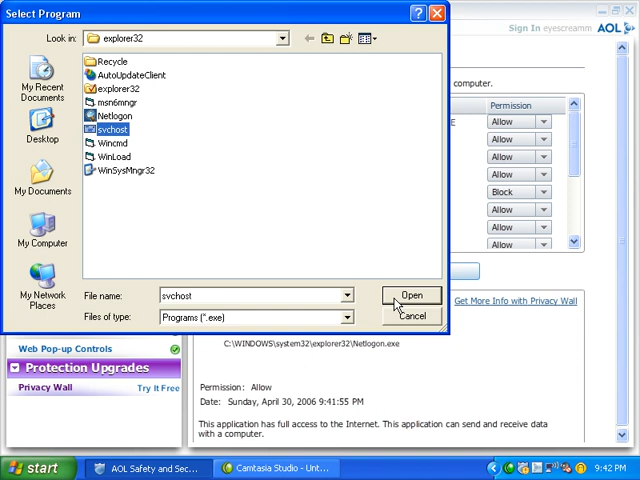 Select Program
Sign In eyescreamm AOL
Look in: explorer32
My Recent
Documents
Desktop
My Documents
My Computer
My Network
Places
Recycle
AutoUpdateClient
explorer32
msn6mngr
Netlogon
svchost
Wincmd
WinLoad
WinSysMngr32
File name: svchost
Open
Files of type: Programs (*.exe)
Cancel
computer.
Permission
E Allow
Allow
Allow
Allow
Block
Allow
Allow
Allow
Get More Info with Privacy Wall
Web Pop-up Controls
Protection Upgrades
Privacy Wall Try It Free
C:\WINDOWS\system32\explorer32\Netlogon.exe
Permission: Allow
Date: Sunday, April 30, 2006 9:41:55 PM
This application has full access to the Internet. This application can send and receive data
with a computer.
start
AOL Safety and Sec...
Camtasia Studio - Unt...
9:42 PM